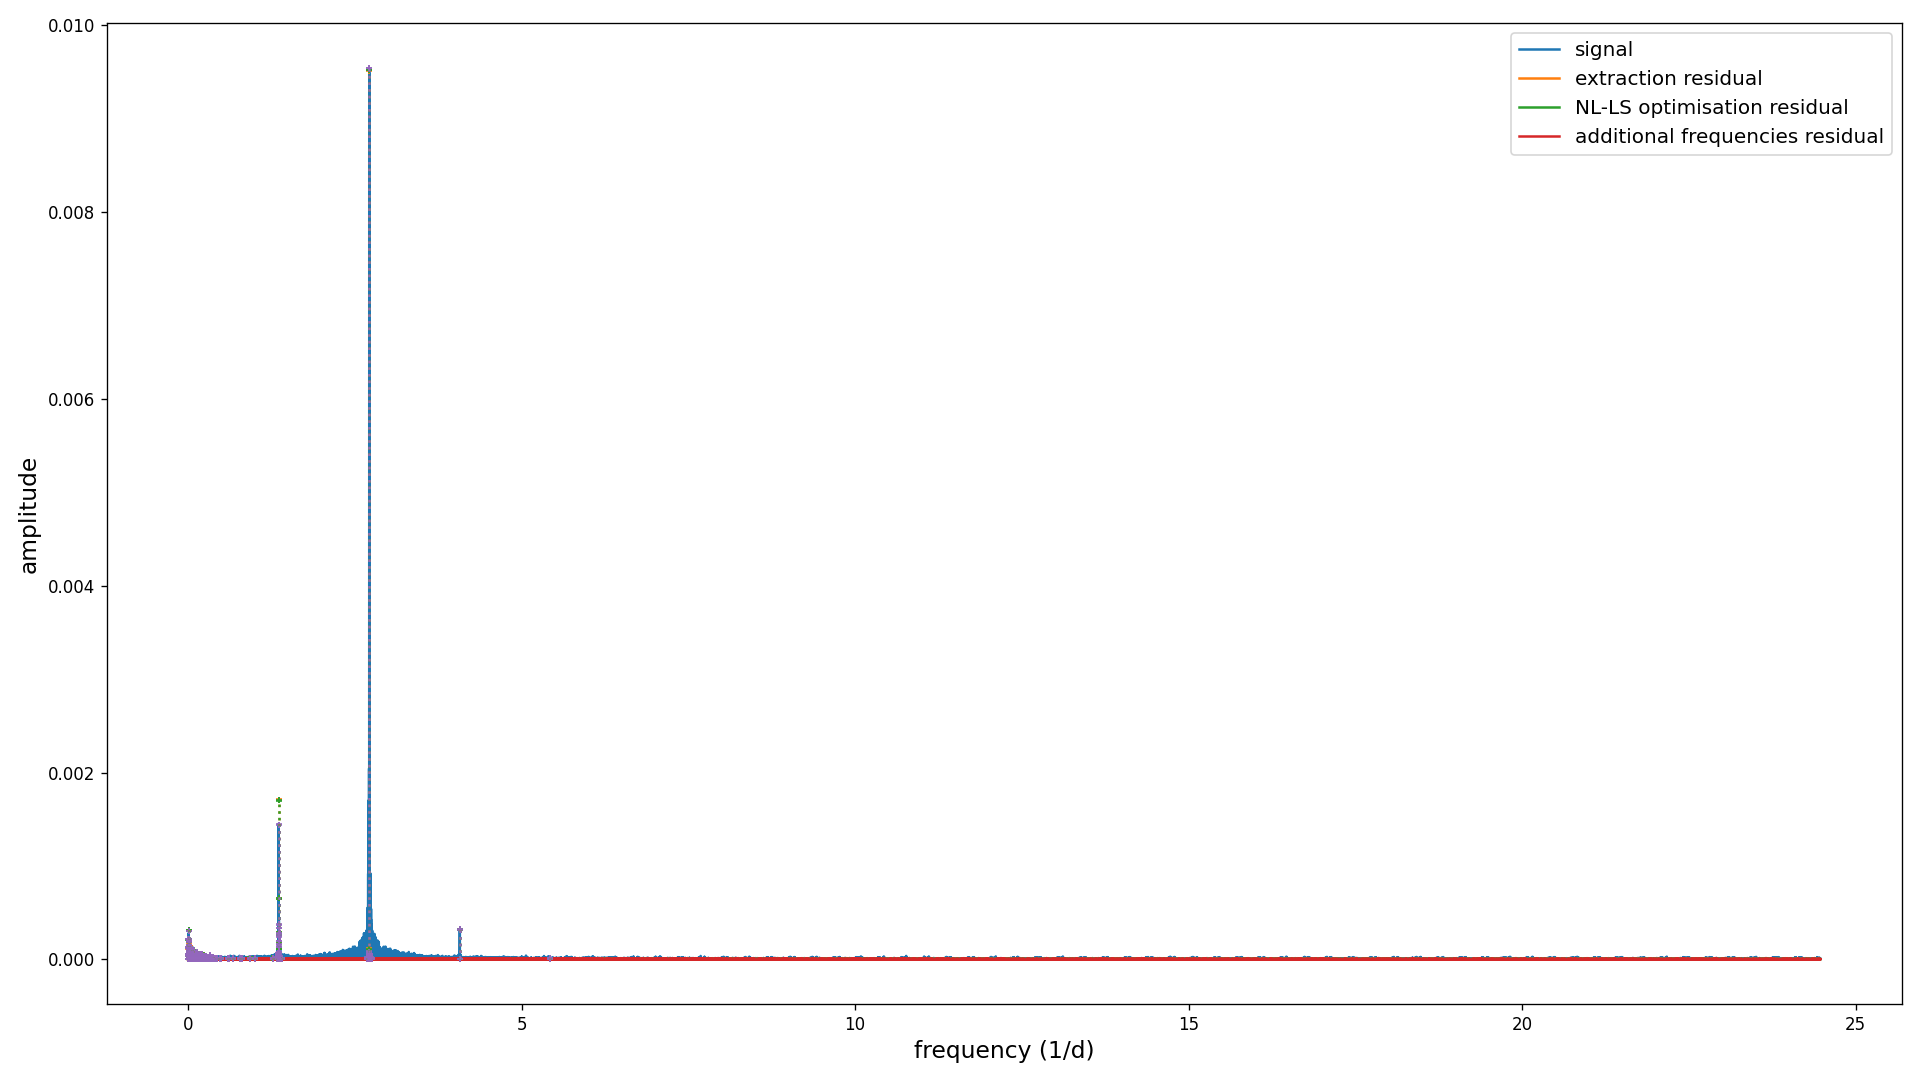 0.010
0.008
0.006
0.004
0.002
0.000
amplitude
0
5
10
15
20
25
frequency (1/d)
signal
extraction residual
NL-LS optimisation residual
additional frequencies residual